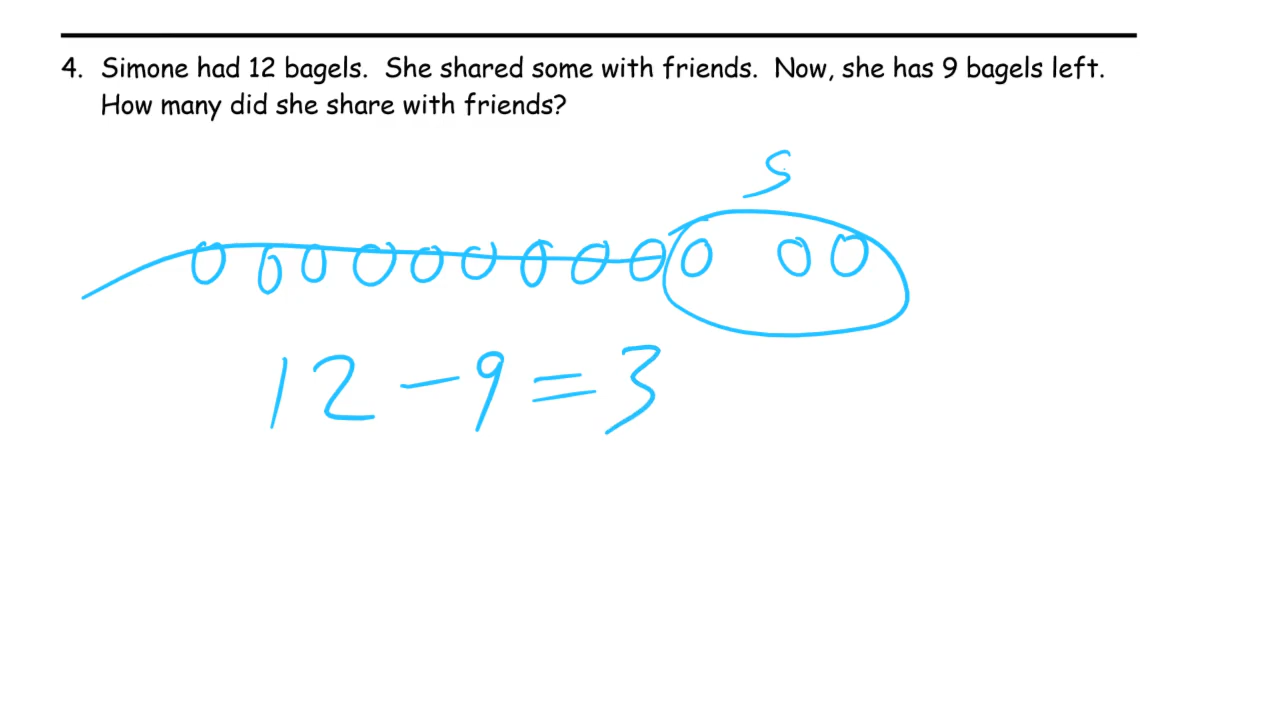 4. Simone had 12 bagels. She shared some with friends. Now, she has 9 bagels left.
How many did she share with friends?
S
12 - 9 = 3